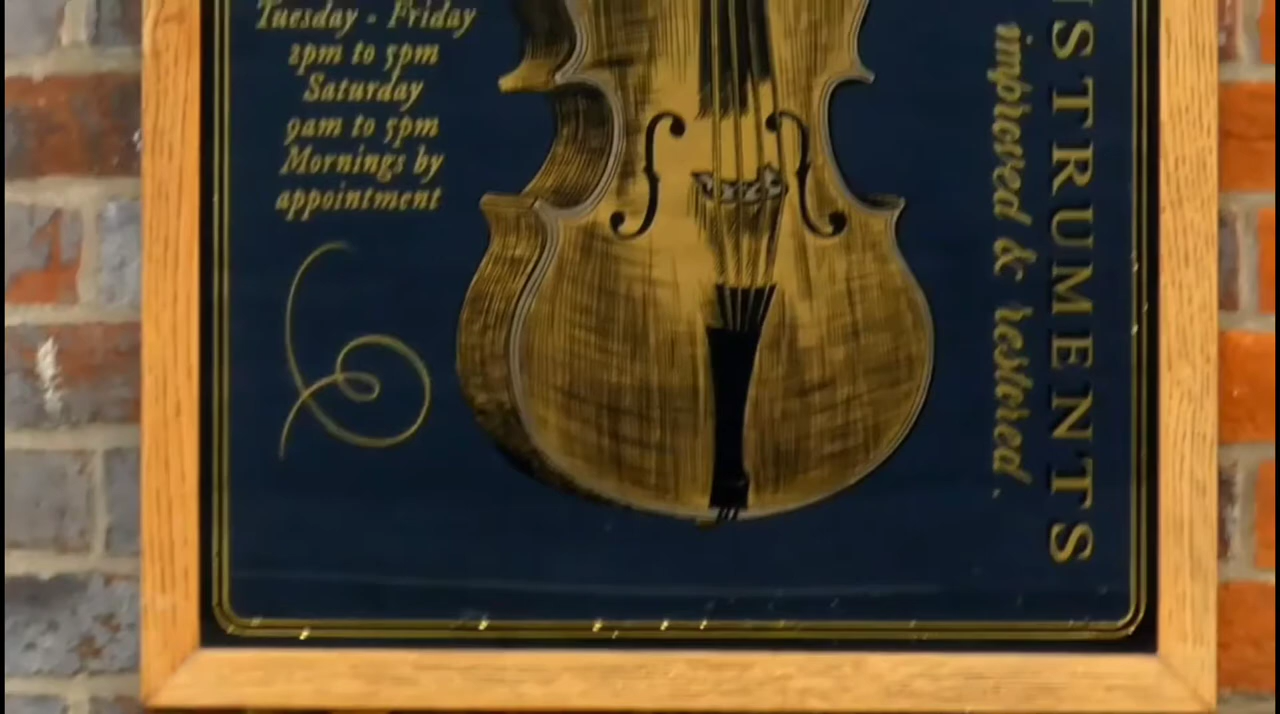 Tuesday - Friday
2pm to 5pm
Saturday
9am to 5pm
Mornings by
appointment
STRUMENTS
improved & restored.